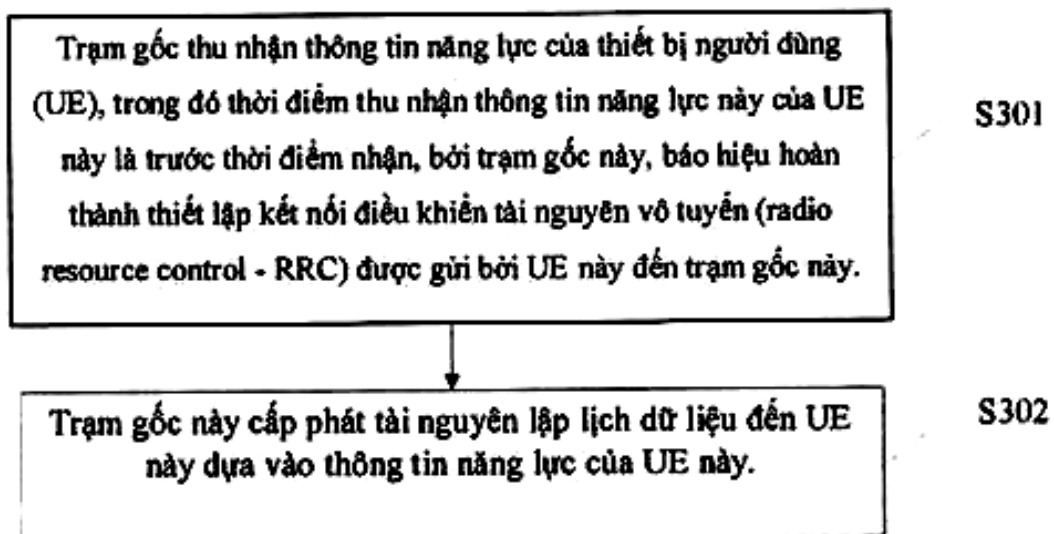 Trạm gốc thu nhận thông tin năng lực của thiết bị người dùng
(UE), trong đó thời điểm thu nhận thông tin năng lực này của UE
này là trước thời điểm nhận, bởi trạm gốc này, báo hiệu hoàn
thành thiết lập kết nối điều khiển tài nguyên vô tuyến (radio
resource control - RRC) được gửi bởi UE này đến trạm gốc này.
S301
Trạm gốc này cấp phát tài nguyên lập lịch dữ liệu đến UE
này dựa vào thông tin năng lực của UE này.
S302